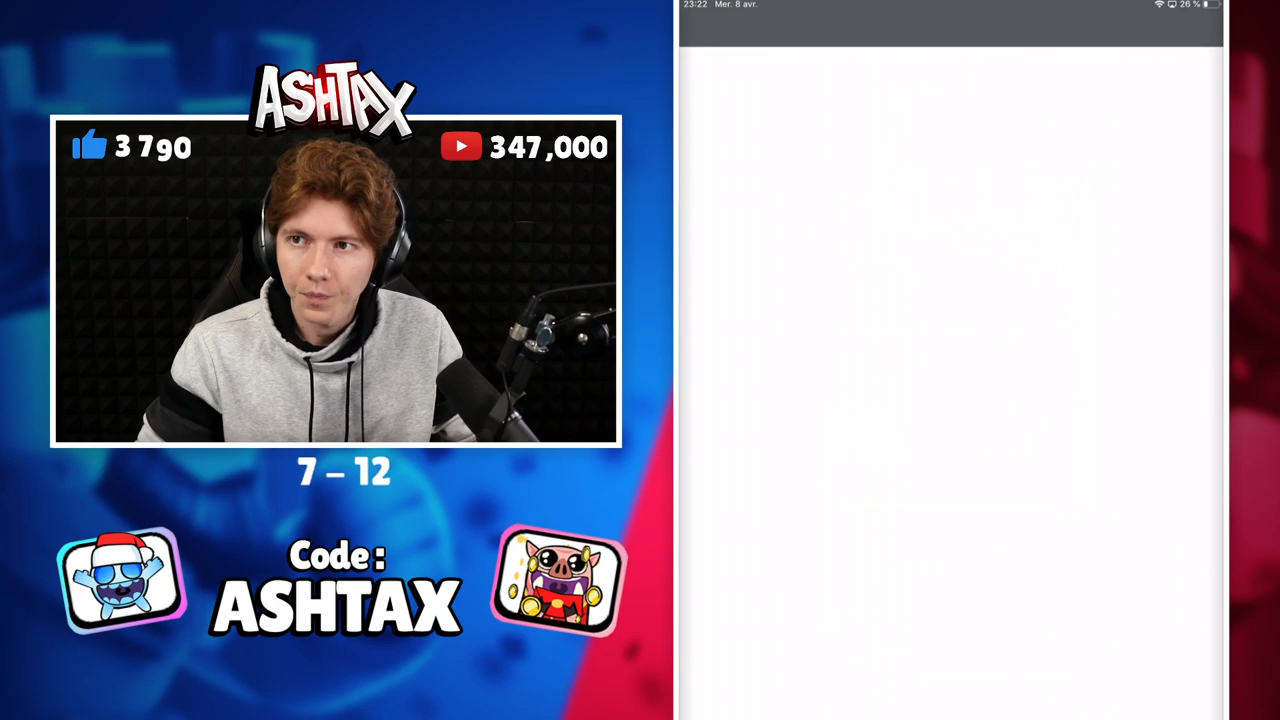 23:22 Mer. 8 avr. 26 %
ASHTAX
3 790 347,000
7 – 12
Code :
ASHTAX